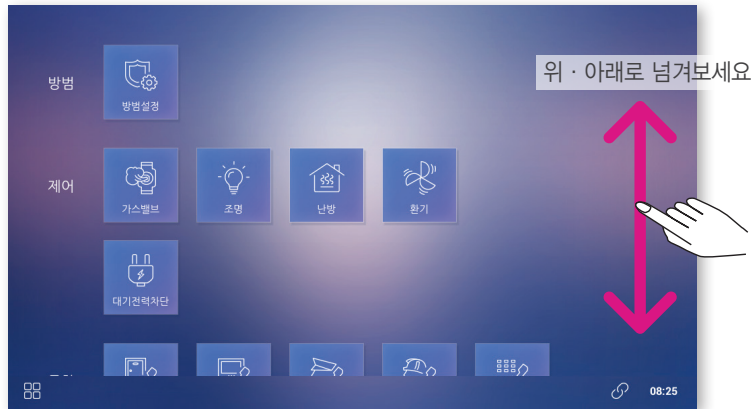 위 · 아래로 넘겨보세요
방범
방범설정
제어
가스밸브
조명
난방
환기
대기전력차단
08:25